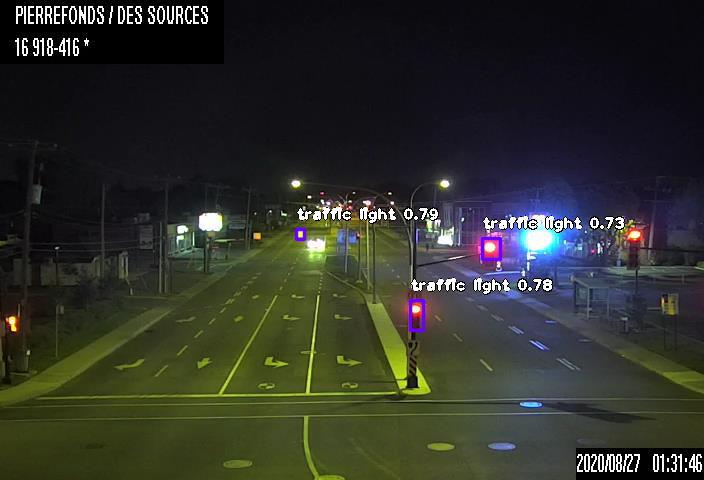 PIERREFONDS / DES SOURCES
16 918-416 *
traffic light 0.79
traffic light 0.73
traffic light 0.78
2020/08/27 01:31:46